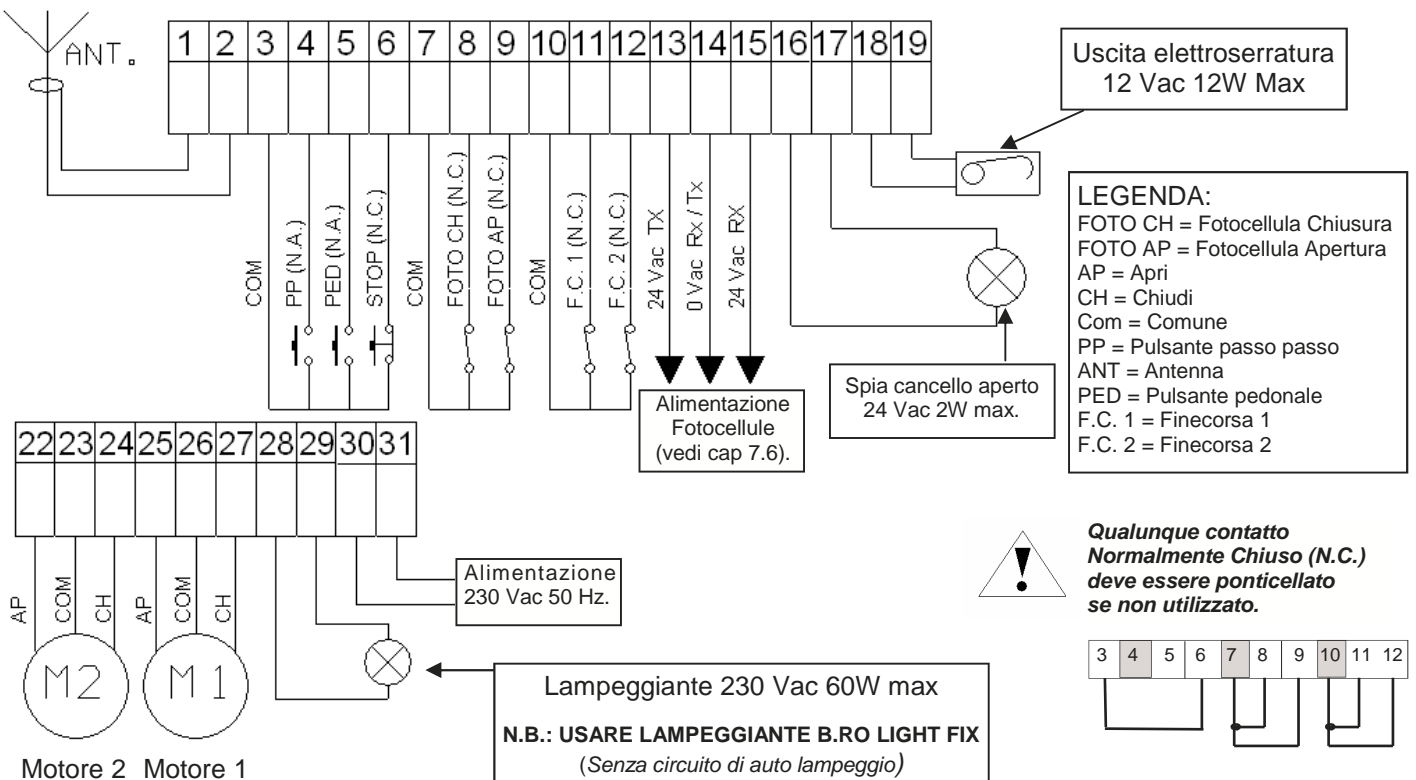 ANT.
1 2 3 4 5 6 7 8 9 10 11 12 13 14 15 16 17 18 19
Uscita elettroserratura
12 Vac 12W Max
COM
PP (N.A.)
PED (N.A.)
STOP (N.C.)
COM
FOTO CH (N.C.)
FOTO AP (N.C.)
COM
F.C. 1 (N.C.)
F.C. 2 (N.C.)
24 Vac TX
0 Vac Rx / Tx
24 Vac RX
Alimentazione
Fotocellule
(vedi cap 7.6).
Spia cancello aperto
24 Vac 2W max.
LEGENDA:
FOTO CH = Fotocellula Chiusura
FOTO AP = Fotocellula Apertura
AP = Apri
CH = Chiudi
Com = Comune
PP = Pulsante passo passo
ANT = Antenna
PED = Pulsante pedonale
F.C. 1 = Finecorsa 1
F.C. 2 = Finecorsa 2
22 23 24 25 26 27 28 29 30 31
AP
COM
CH
AP
COM
CH
M2
M1
Motore 2 Motore 1
Alimentazione
230 Vac 50 Hz.
Lampeggiante 230 Vac 60W max
N.B.: USARE LAMPEGGIANTE B.RO LIGHT FIX
(Senza circuito di auto lampeggio)
!
Qualunque contatto
Normalmente Chiuso (N.C.)
deve essere ponticellato
se non utilizzato.
3 4 5 6 7 8 9 10 11 12